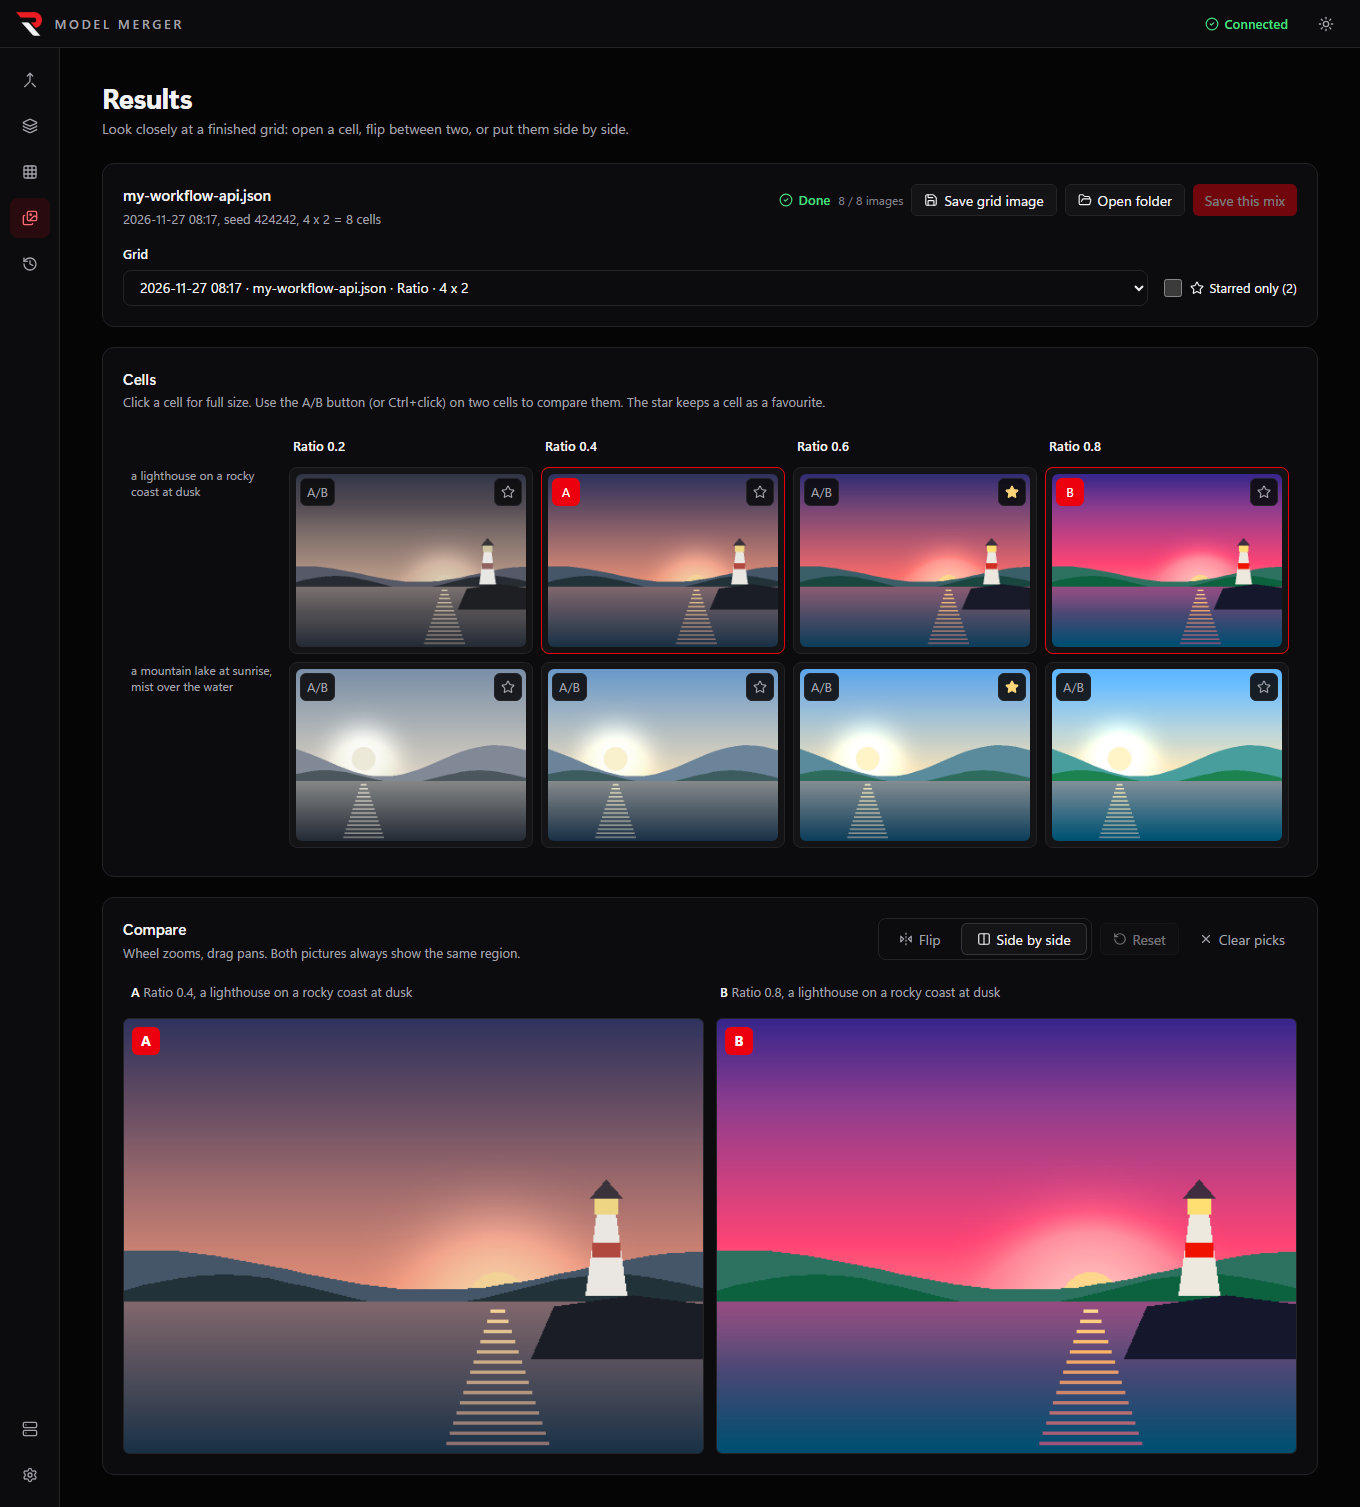 MODEL MERGER
Connected
Results
Look closely at a finished grid: open a cell, flip between two, or put them side by side.
my-workflow-api.json
2026-11-27 08:17, seed 424242, 4 x 2 = 8 cells
Done 8 / 8 images
Save grid image
Open folder
Save this mix
Grid
2026-11-27 08:17 · my-workflow-api.json · Ratio · 4 x 2
Starred only (2)
Cells
Click a cell for full size. Use the A/B button (or Ctrl+click) on two cells to compare them. The star keeps a cell as a favourite.
Ratio 0.2
Ratio 0.4
Ratio 0.6
Ratio 0.8
a lighthouse on a rocky
coast at dusk
A/B
A
A/B
B
a mountain lake at sunrise,
mist over the water
A/B
A/B
A/B
A/B
Compare
Wheel zooms, drag pans. Both pictures always show the same region.
Flip
Side by side
Reset
Clear picks
A Ratio 0.4, a lighthouse on a rocky coast at dusk
B Ratio 0.8, a lighthouse on a rocky coast at dusk
A
B